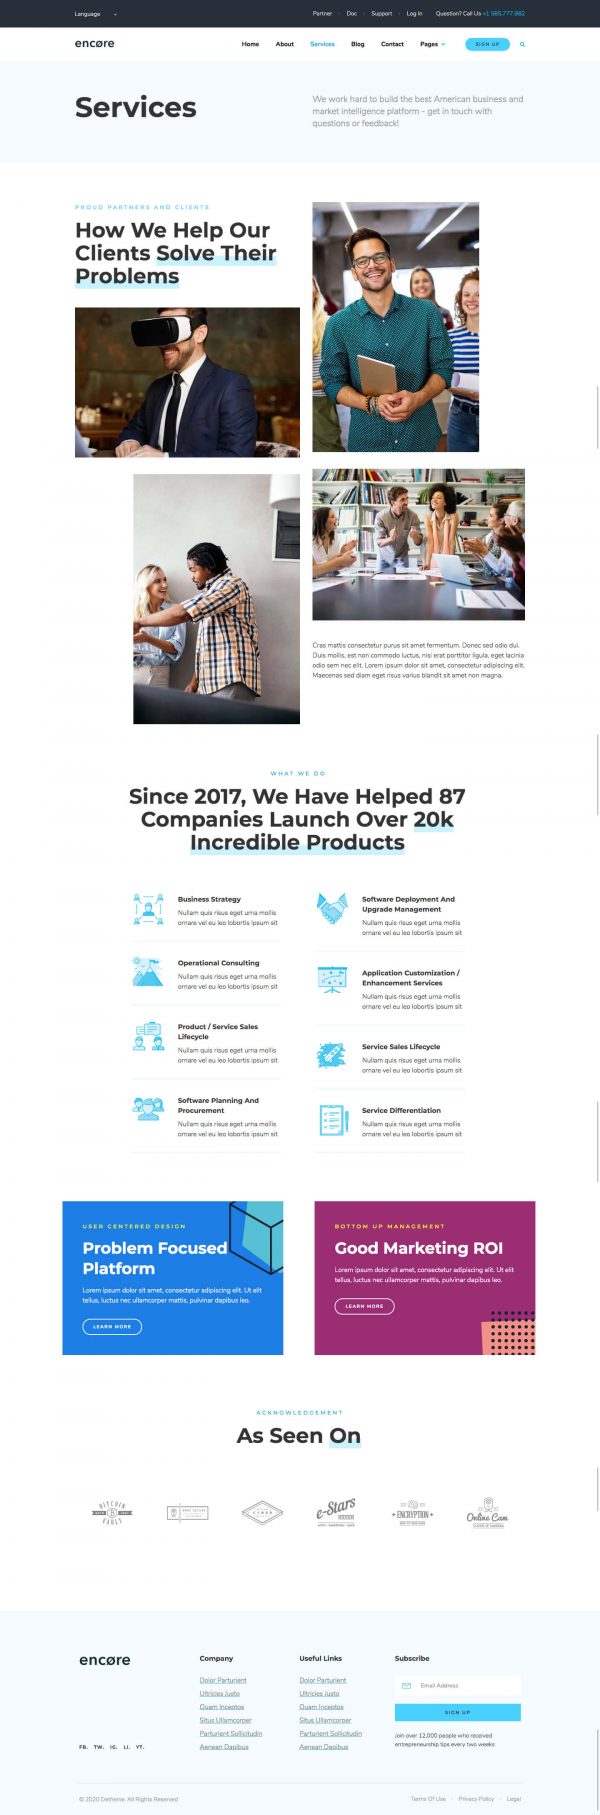 Language
Partner
Doc
Support
Log In
Question? Call Us +1 585.777.982
encøre
Home
About
Services
Blog
Contact
Pages
SIGN UP
Services
We work hard to build the best American business and
market intelligence platform - get in touch with
questions or feedback!
PROUD PARTNERS AND CLIENTS
How We Help Our
Clients Solve Their
Problems
Cras mattis consectetur purus sit amet fermentum. Donec sed odio dui.
Duis mollis, est non commodo luctus, nisi erat porttitor ligula, eget lacinia
odio sem nec elit. Lorem ipsum dolor sit amet, consectetur adipiscing elit.
Maecenas sed diam eget risus varius blandit sit amet non magna.
WHAT WE DO
Since 2017, We Have Helped 87
Companies Launch Over 20k
Incredible Products
Business Strategy
Nullam quis risus eget urna mollis
ornare vel eu leo lobortis ipsum sit
Operational Consulting
Nullam quis risus eget urna mollis
ornare vel eu leo lobortis ipsum sit
Product / Service Sales
Lifecycle
Nullam quis risus eget urna mollis
ornare vel eu leo lobortis ipsum sit
Software Planning And
Procurement
Nullam quis risus eget urna mollis
ornare vel eu leo lobortis ipsum sit
Software Deployment And
Upgrade Management
Nullam quis risus eget urna mollis
ornare vel eu leo lobortis ipsum sit
Application Customization /
Enhancement Services
Nullam quis risus eget urna mollis
ornare vel eu leo lobortis ipsum sit
Service Sales Lifecycle
Nullam quis risus eget urna mollis
ornare vel eu leo lobortis ipsum sit
Service Differentiation
Nullam quis risus eget urna mollis
ornare vel eu leo lobortis ipsum sit
USER CENTERED DESIGN
Problem Focused
Platform
Lorem ipsum dolor sit amet, consectetur adipiscing elit. Ut elit
tellus, luctus nec ullamcorper mattis, pulvinar dapibus leo.
LEARN MORE
BOTTOM UP MANAGEMENT
Good Marketing ROI
Lorem ipsum dolor sit amet, consectetur adipiscing elit. Ut elit
tellus, luctus nec ullamcorper mattis, pulvinar dapibus leo.
LEARN MORE
ACKNOWLEDGEMENT
As Seen On
BITCOIN
VAULT
CYBER
e-Stars
ENCRYPTION
Online Cam
encøre
FB. TW. IG. LI. YT.
Company
Dolor Parturient
Ultricies Justo
Quam Inceptos
Situs Ullamcorper
Parturient Sollicitudin
Aenean Dapibus
Useful Links
Dolor Parturient
Ultricies Justo
Quam Inceptos
Situs Ullamcorper
Parturient Sollicitudin
Aenean Dapibus
Subscribe
Email Address
SIGN UP
Join over 12,000 people who received
entrepreneurship tips every two weeks
© 2020 Detheme. All Rights Reserved
Terms Of Use
Privacy Policy
Legal